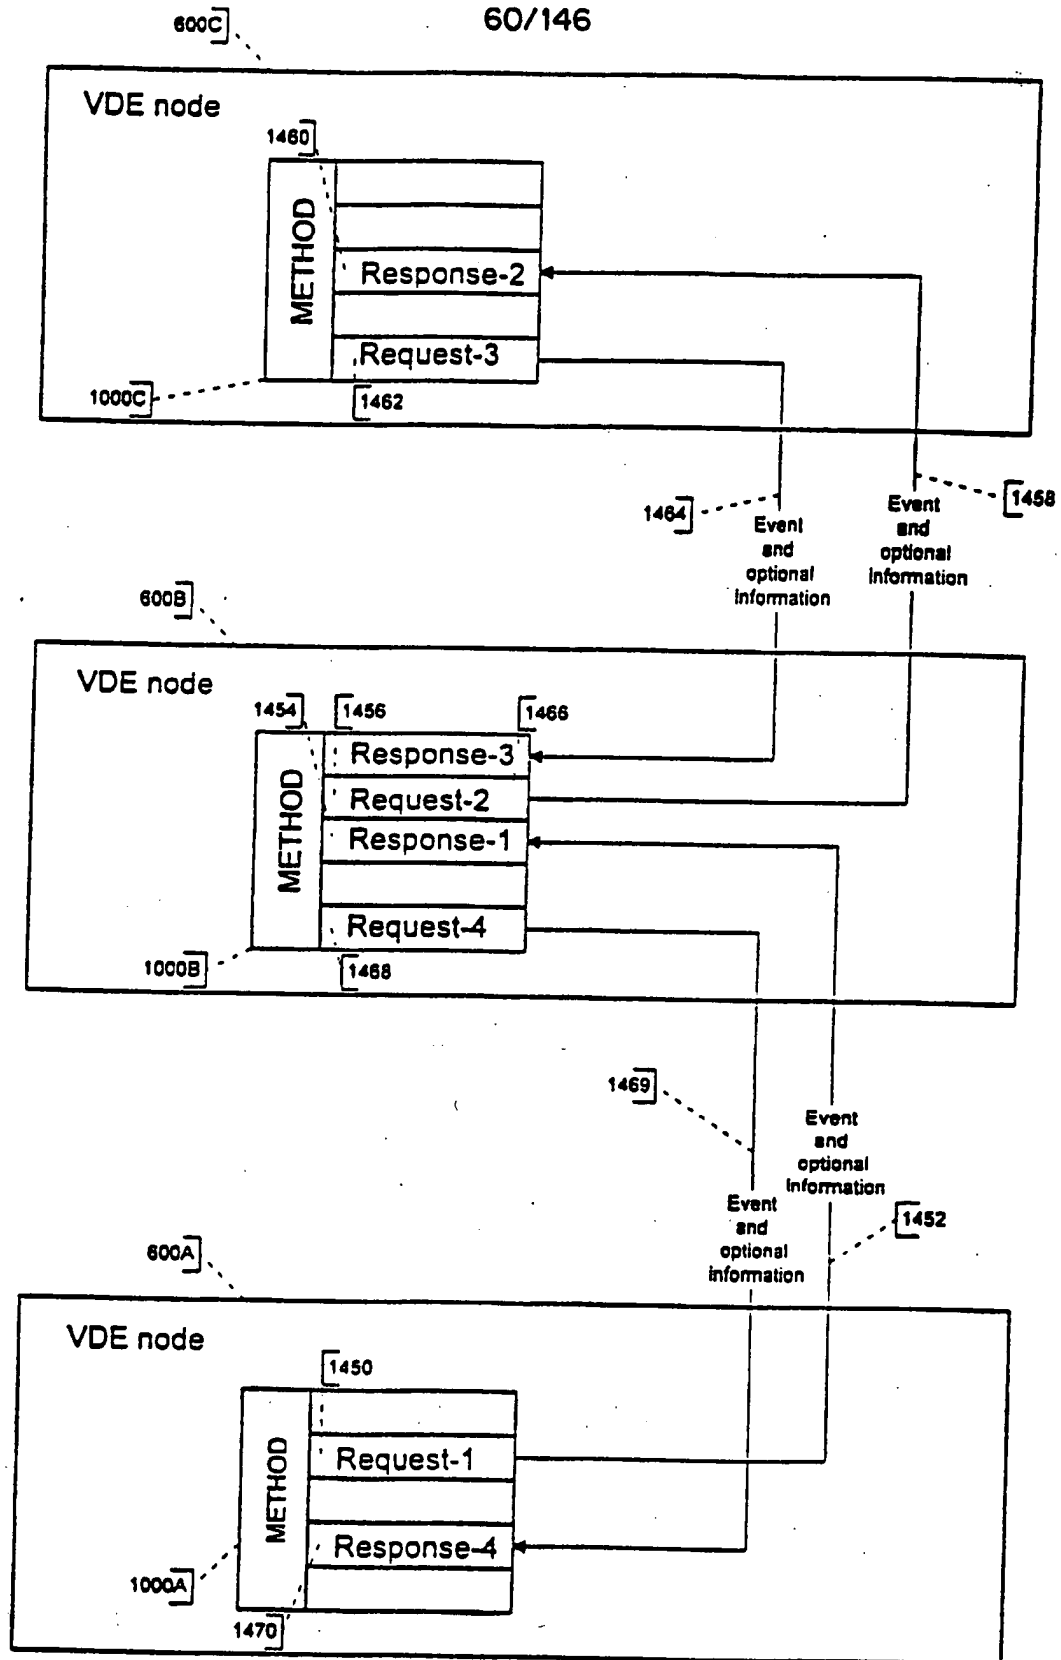 60/146
600C
VDE node
1460
METHOD
Response-2
Request-3
1000C
1462
1464
1458
Event
and
optional
information
Event
and
optional
information
600B
VDE node
1454
1456
1466
METHOD
Response-3
Request-2
Response-1
Request-4
1000B
1468
1469
Event
and
optional
information
Event
and
optional
information
1452
600A
VDE node
1450
METHOD
Request-1
Response-4
1000A
1470